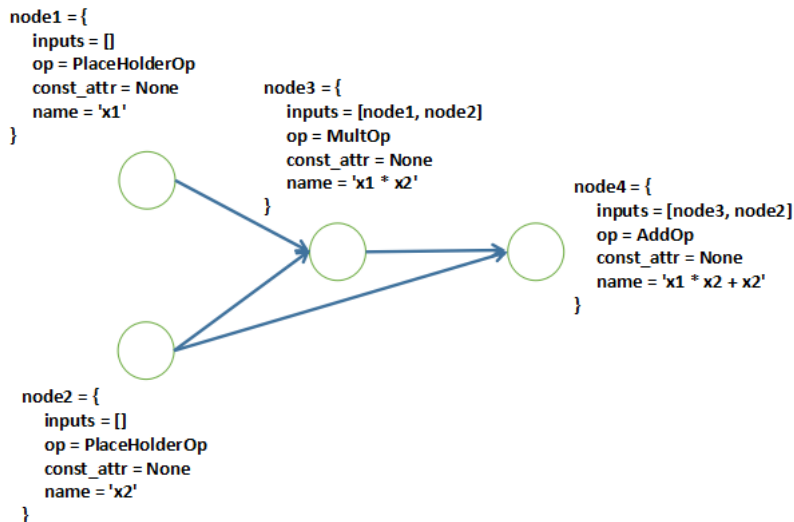 node1 = {
inputs = []
op = PlaceHolderOp
const_attr = None
name = 'x1'
}
node3 = {
inputs = [node1, node2]
op = MultOp
const_attr = None
name = 'x1 * x2'
}
node4 = {
inputs = [node3, node2]
op = AddOp
const_attr = None
name = 'x1 * x2 + x2'
}
node2 = {
inputs = []
op = PlaceHolderOp
const_attr = None
name = 'x2'
}